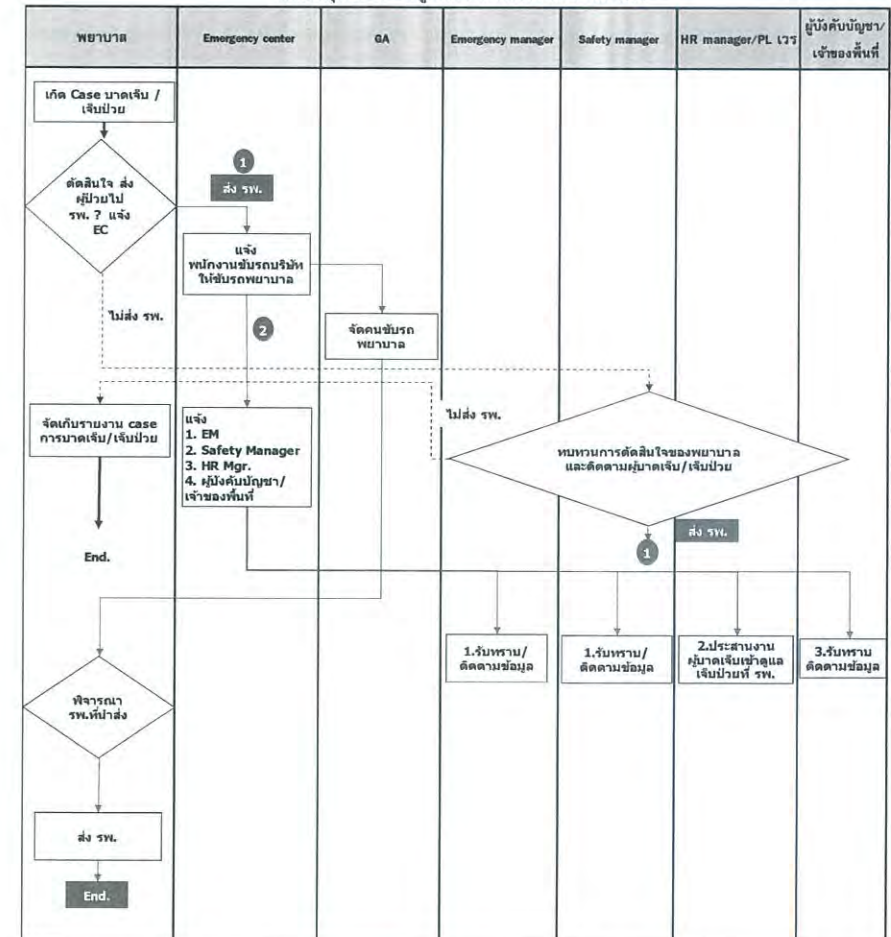 พยาบาล
Emergency center
GA
Emergency manager
Safety manager
HR manager/PL เวร
ผู้บังคับบัญชา/
เจ้าของพื้นที่
เกิด Case บาดเจ็บ /
เจ็บป่วย
ตัดสินใจ ส่ง
ผู้ป่วยไป
รพ. ? แจ้ง
EC
1
ส่ง รพ.
แจ้ง
พนักงานขับรถบริษัท
ให้ขับรถพยาบาล
ไม่ส่ง รพ.
2
จัดคนขับรถ
พยาบาล
จัดเก็บรายงาน case
การบาดเจ็บ/เจ็บป่วย
แจ้ง
1. EM
2. Safety Manager
3. HR Mgr.
4. ผู้บังคับบัญชา/
เจ้าของพื้นที่
ไม่ส่ง รพ.
ทบทวนการตัดสินใจของพยาบาล
และติดตามผู้บาดเจ็บ/เจ็บป่วย
ส่ง รพ.
1
End.
1.รับทราบ/
ติดตามข้อมูล
1.รับทราบ/
ติดตามข้อมูล
2.ประสานงาน
ผู้บาดเจ็บเข้าดูแล
เจ็บป่วยที่ รพ.
3.รับทราบ
ติดตามข้อมูล
พิจารณา
รพ.ที่นำส่ง
ส่ง รพ.
End.